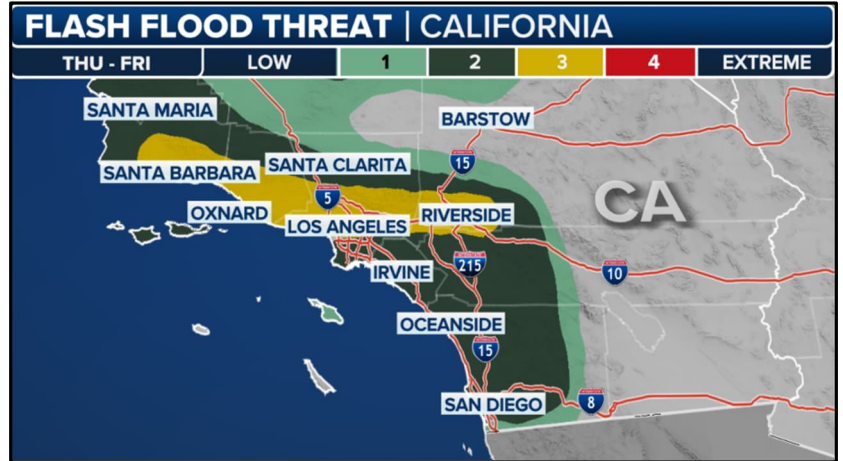 FLASH FLOOD THREAT | CALIFORNIA
THU - FRI LOW 1 2 3 4 EXTREME
SANTA MARIA
BARSTOW
15
SANTA BARBARA SANTA CLARITA
CA
5
OXNARD
RIVERSIDE
LOS ANGELES
IRVINE
215
10
OCEANSIDE
15
SAN DIEGO
8